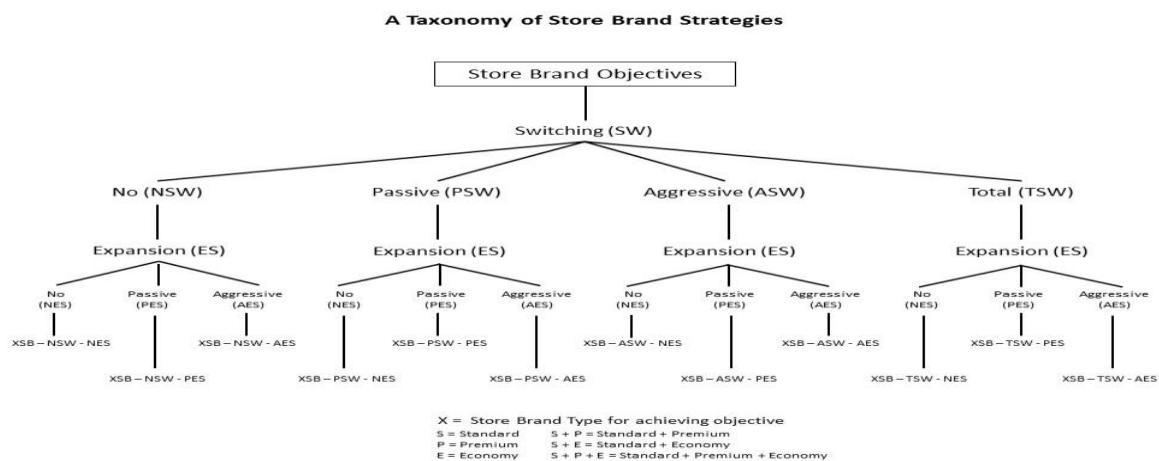 A Taxonomy of Store Brand Strategies
Store Brand Objectives
Switching (SW)
No (NSW)
Passive (PSW)
Aggressive (ASW)
Total (TSW)
Expansion (ES)
Expansion (ES)
Expansion (ES)
Expansion (ES)
No
(NES)
Passive
(PES)
Aggressive
(AES)
No
(NES)
Passive
(PES)
Aggressive
(AES)
No
(NES)
Passive
(PES)
Aggressive
(AES)
No
(NES)
Passive
(PES)
Aggressive
(AES)
XSB – NSW - NES
XSB – NSW - AES
XSB – PSW - PES
XSB – ASW - NES
XSB – ASW - AES
XSB – TSW - PES
XSB – NSW - PES
XSB – PSW - NES
XSB – PSW - AES
XSB – ASW - PES
XSB – TSW - NES
XSB – TSW - AES
X = Store Brand Type for achieving objective
S = Standard S + P = Standard + Premium
P = Premium S + E = Standard + Economy
E = Economy S + P + E = Standard + Premium + Economy